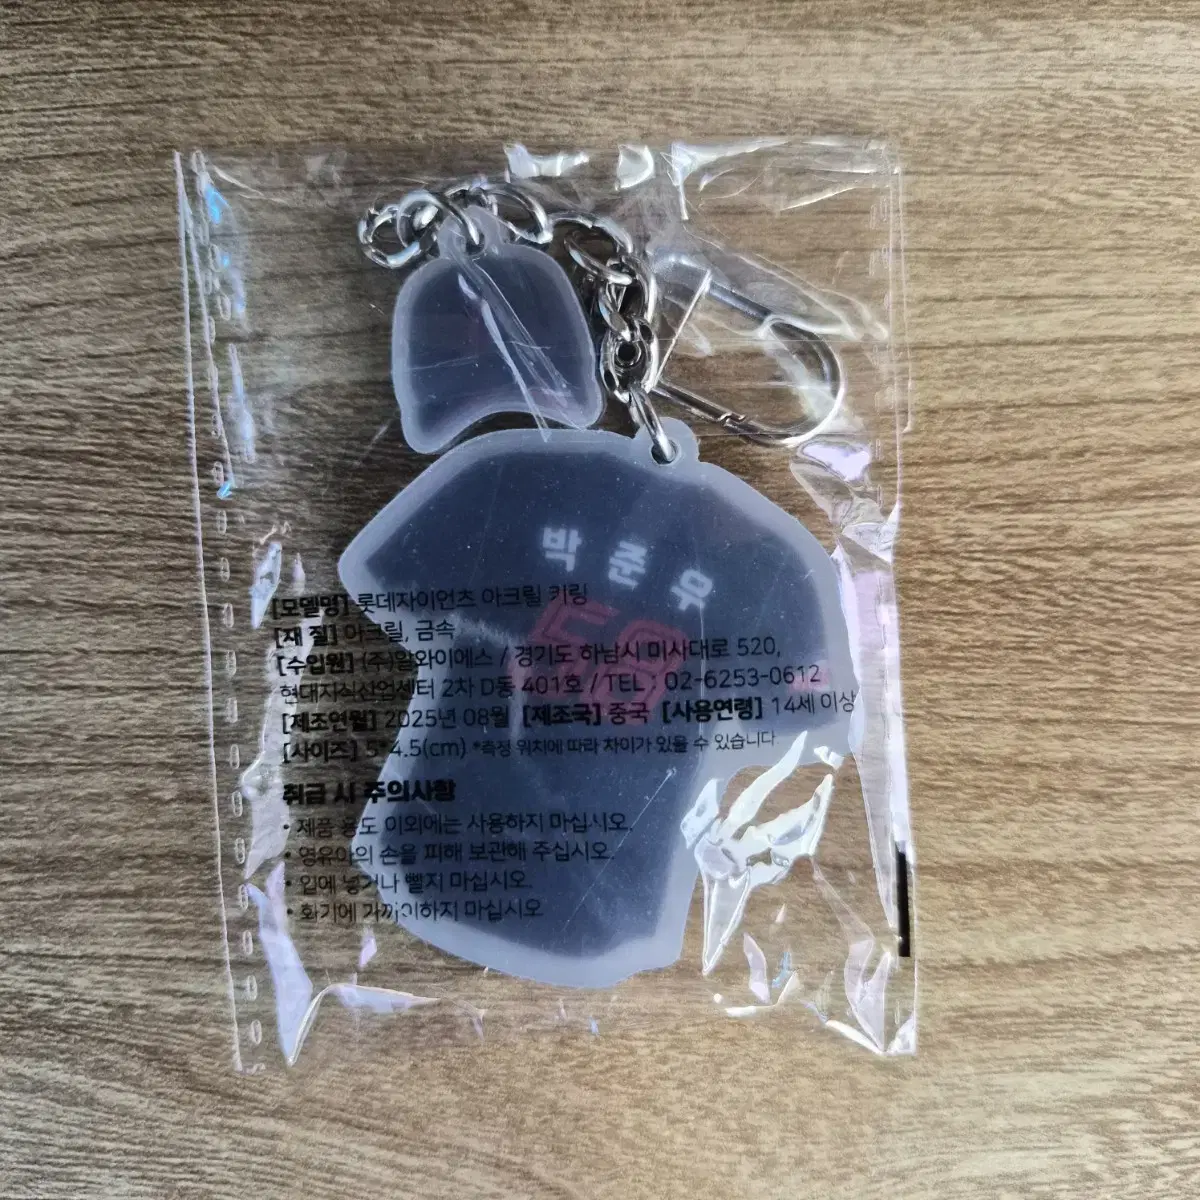 박준우
58
[모델명] 롯데자이언츠 아크릴 키링
[재 질] 아크릴, 금속
[수입원] (주)알와이에스 / 경기도 하남시 미사대로 520,
현대지식산업센터 2차 D동 401호 / TEL : 02-6253-0612
[제조연월] 2025년 08월 [제조국] 중국 [사용연령] 14세 이상
[사이즈] 5*4.5(cm) *측정 위치에 따라 차이가 있을 수 있습니다
취급 시 주의사항
• 제품 용도 이외에는 사용하지 마십시오.
• 영유아의 손을 피해 보관해 주십시오.
• 입에 넣거나 빨지 마십시오.
• 화기에 가까이하지 마십시오